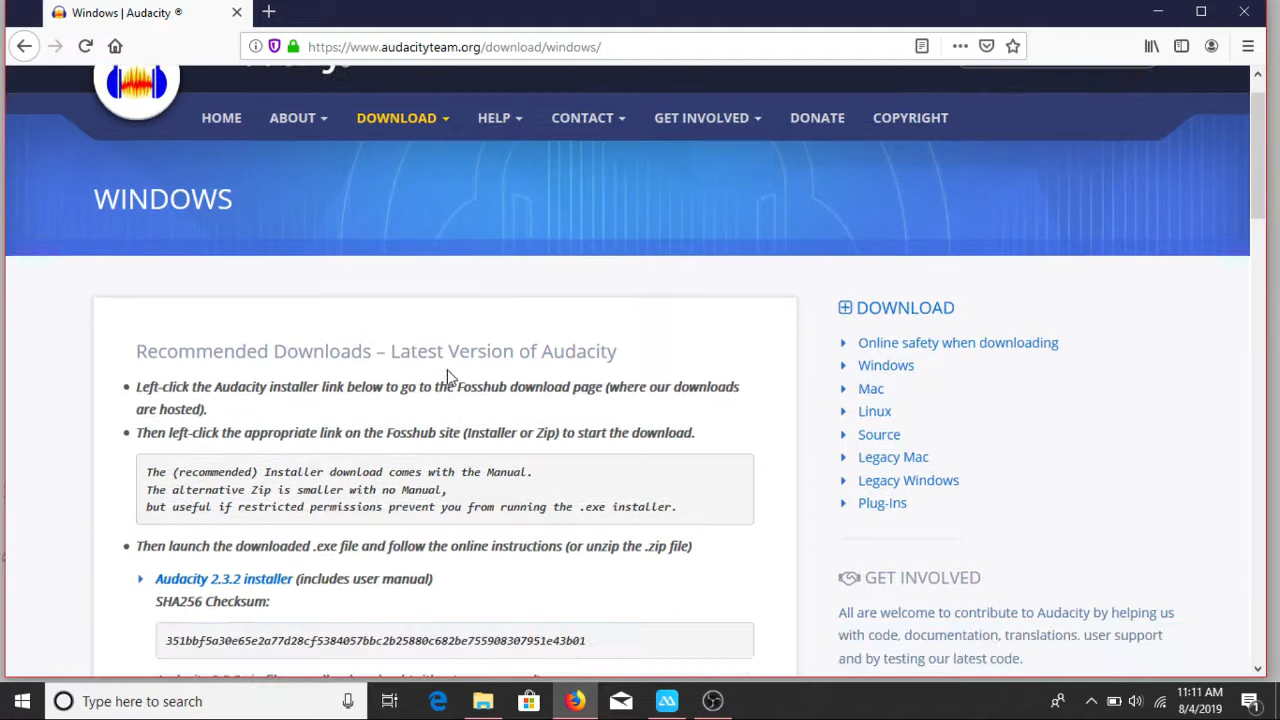 Windows | Audacity ®
https://www.audacityteam.org/download/windows/
HOME ABOUT DOWNLOAD HELP CONTACT GET INVOLVED DONATE COPYRIGHT
WINDOWS
Recommended Downloads – Latest Version of Audacity
Left-click the Audacity installer link below to go to the Fosshub download page (where our downloads
are hosted).
Then left-click the appropriate link on the Fosshub site (Installer or Zip) to start the download.
The (recommended) Installer download comes with the Manual.
The alternative Zip is smaller with no Manual,
but useful if restricted permissions prevent you from running the .exe installer.
Then launch the downloaded .exe file and follow the online instructions (or unzip the .zip file)
Audacity 2.3.2 installer (includes user manual)
SHA256 Checksum:
351bbf5a30e65e2a77d28cf5384057bbc2b25880c682be755908307951e43b01
DOWNLOAD
Online safety when downloading
Windows
Mac
Linux
Source
Legacy Mac
Legacy Windows
Plug-Ins
GET INVOLVED
All are welcome to contribute to Audacity by helping us
with code, documentation, translations. user support
and by testing our latest code.
Type here to search
11:11 AM
8/4/2019
1